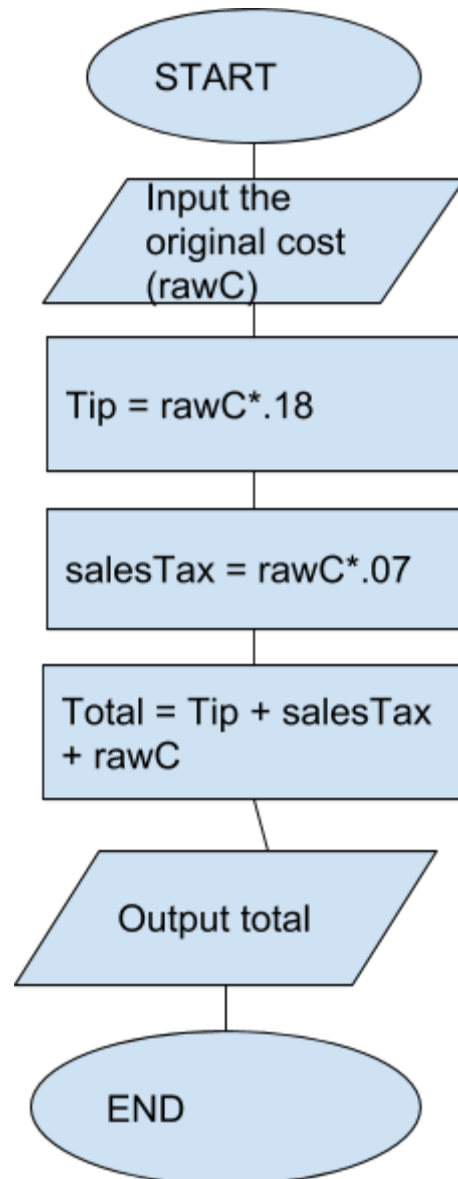 START
Input the
original cost
(rawC)
Tip = rawC*.18
salesTax = rawC*.07
Total = Tip + salesTax
+ rawC
Output total
END